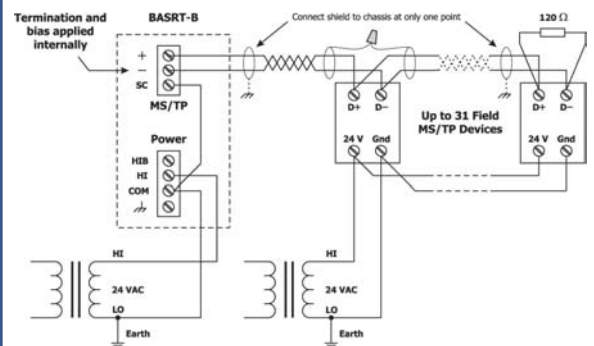 Termination and
bias applied
internally
BASRT-B
Connect shield to chassis at only one point
120 Ω
+
−
SC
MS/TP
D+ D−
D+ D−
Up to 31 Field
MS/TP Devices
24 V Gnd
24 V Gnd
Power
HIB
HI
COM
HI
24 VAC
LO
Earth
HI
24 VAC
LO
Earth